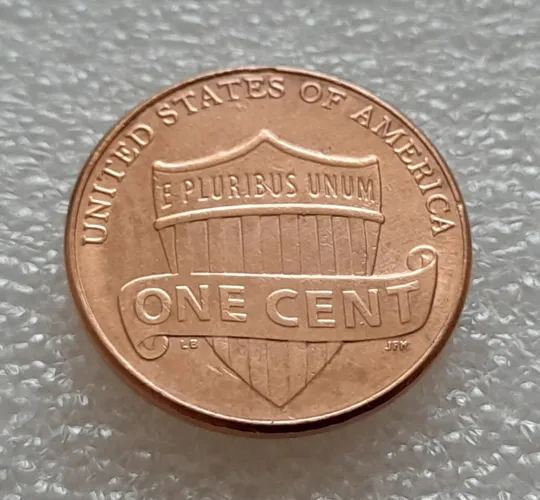 UNITED STATES OF AMERICA
E PLURIBUS UNUM
ONE CENT
LB
JFM